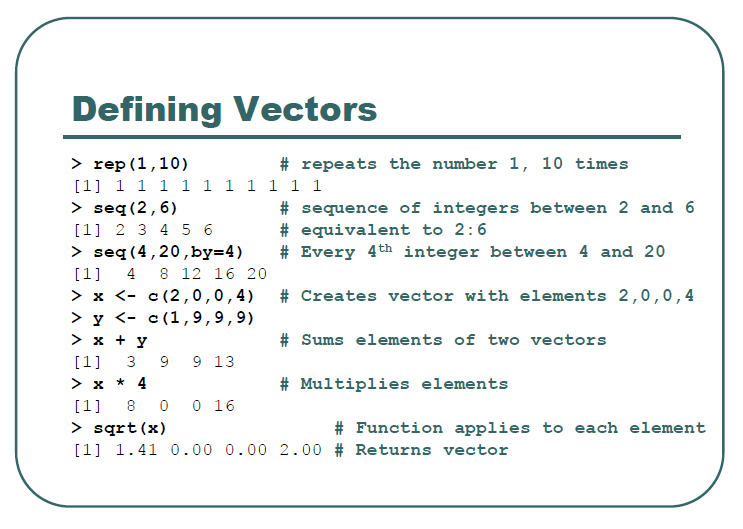 Defining Vectors
> rep(1,10) # repeats the number 1, 10 times
[1] 1 1 1 1 1 1 1 1 1 1
> seq(2,6) # sequence of integers between 2 and 6
[1] 2 3 4 5 6 # equivalent to 2:6
> seq(4,20,by=4) # Every 4th integer between 4 and 20
[1] 4 8 12 16 20
> x <- c(2,0,0,4) # Creates vector with elements 2,0,0,4
> y <- c(1,9,9,9)
> x + y # Sums elements of two vectors
[1] 3 9 9 13
> x * 4 # Multiplies elements
[1] 8 0 0 16
> sqrt(x) # Function applies to each element
[1] 1.41 0.00 0.00 2.00 # Returns vector